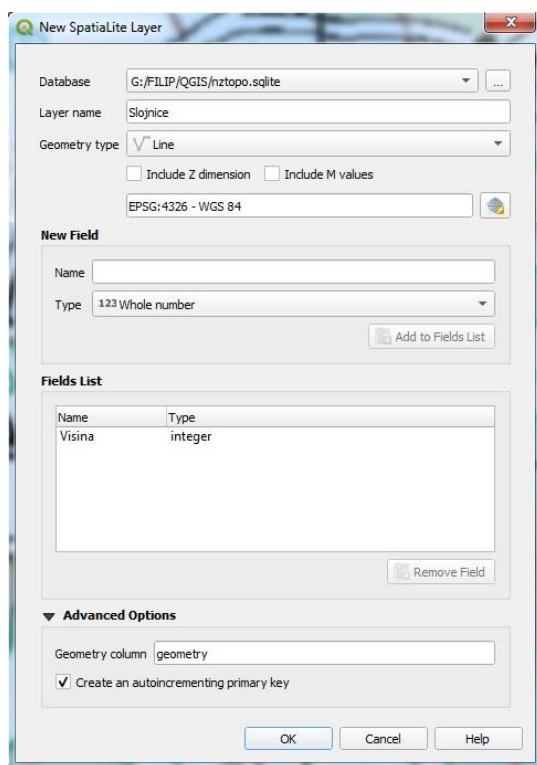 New SpatiaLite Layer
Database G:/FILIP/QGIS/nztopo.sqlite ...
Layer name Slojnice
Geometry type Line
Include Z dimension Include M values
EPSG:4326 - WGS 84
New Field
Name
Type 123 Whole number
Add to Fields List
Fields List
Name Type
Visina integer
Remove Field
Advanced Options
Geometry column geometry
Create an autoincrementing primary key
OK Cancel Help